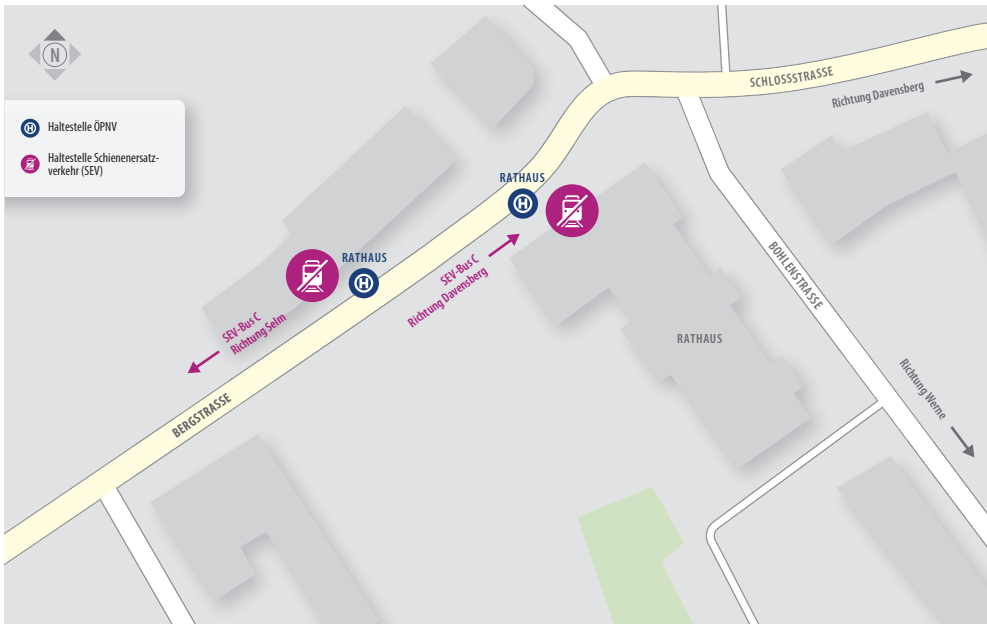 N
Haltestelle ÖPNV
Haltestelle Schienenersatz-
verkehr (SEV)
SCHLOSSSTRASSE
Richtung Davensberg
RATHAUS
H
RATHAUS
H
SEV-Bus C
Richtung Davensberg
SEV-Bus C
Richtung Selm
BERGSTRASSE
BOHLENSTRASSE
RATHAUS
Richtung Werne
H